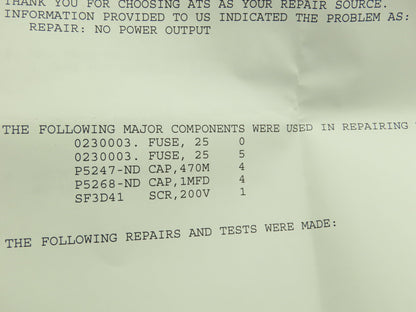 THANK YOU FOR CHOOSING ATS AS YOUR REPAIR SOURCE.
INFORMATION PROVIDED TO US INDICATED THE PROBLEM AS:
REPAIR: NO POWER OUTPUT
THE FOLLOWING MAJOR COMPONENTS WERE USED IN REPAIRING
0230003. FUSE, 25 0
0230003. FUSE, 25 5
P5247-ND CAP,470M 4
P5268-ND CAP,1MFD 4
SF3D41 SCR,200V 1
THE FOLLOWING REPAIRS AND TESTS WERE MADE: